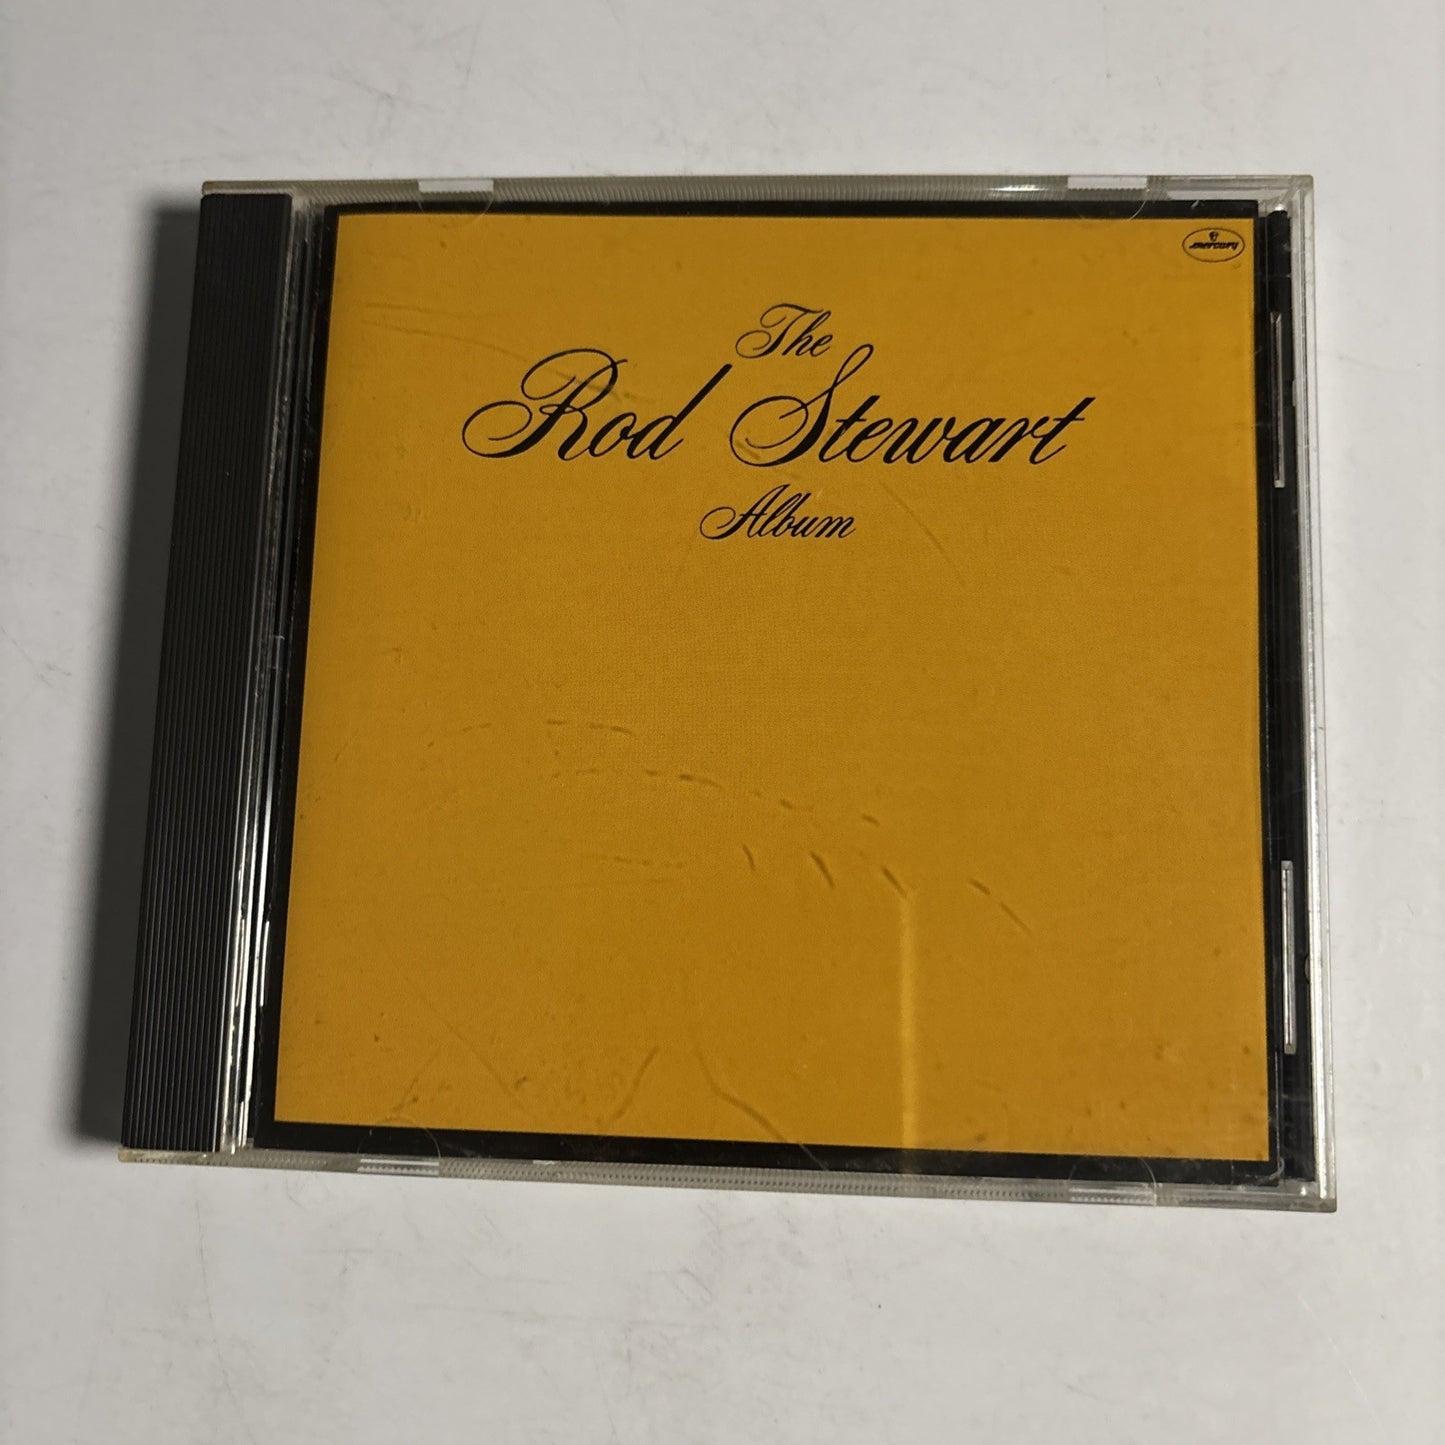 mercury
The
Rod Stewart
Album